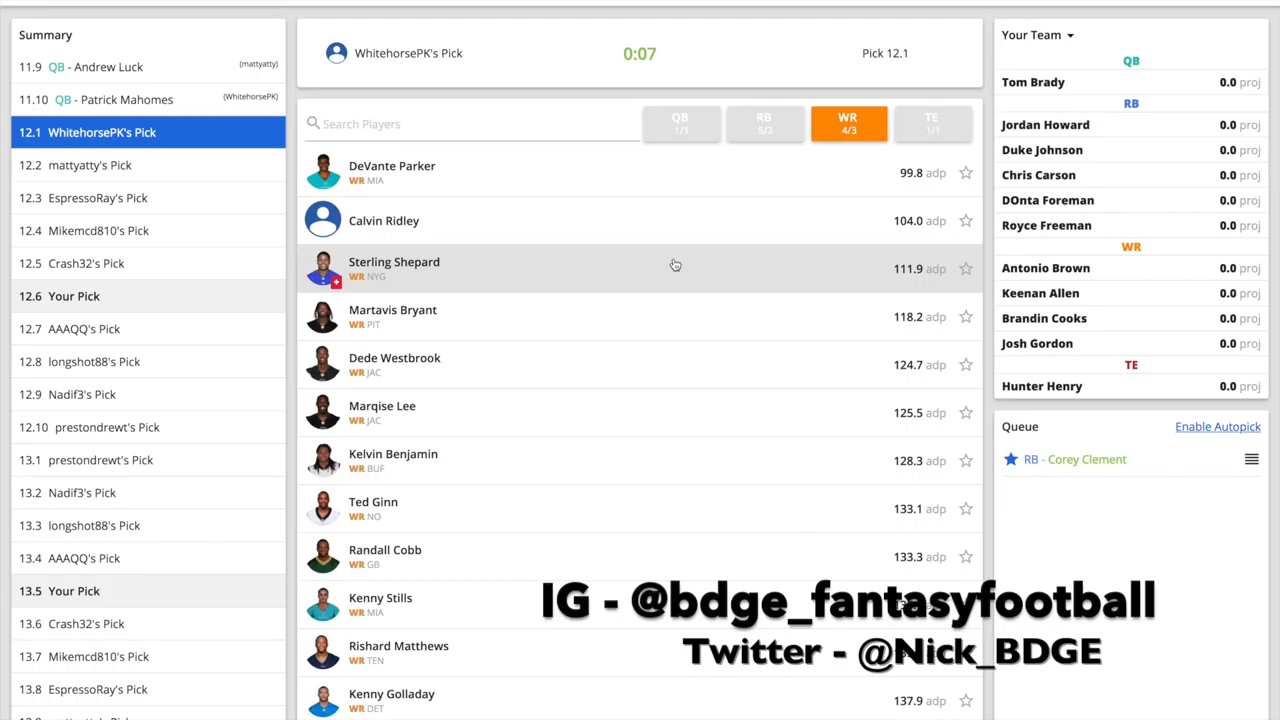 Summary
11.9 QB - Andrew Luck (mattyatty)
11.10 QB - Patrick Mahomes (WhitehorsePK)
12.1 WhitehorsePK's Pick
12.2 mattyatty's Pick
12.3 EspressoRay's Pick
12.4 Mikemcd810's Pick
12.5 Crash32's Pick
12.6 Your Pick
12.7 AAAQQ's Pick
12.8 longshot88's Pick
12.9 Nadif3's Pick
12.10 prestondrewt's Pick
13.1 prestondrewt's Pick
13.2 Nadif3's Pick
13.3 longshot88's Pick
13.4 AAAQQ's Pick
13.5 Your Pick
13.6 Crash32's Pick
13.7 Mikemcd810's Pick
13.8 EspressoRay's Pick
WhitehorsePK's Pick 0:07 Pick 12.1
Search Players
QB RB WR TE
1/1 5/2 4/3 1/1
DeVante Parker 99.8 adp
WR MIA
Calvin Ridley 104.0 adp
Sterling Shepard 111.9 adp
WR NYG
Martavis Bryant 118.2 adp
WR PIT
Dede Westbrook 124.7 adp
WR JAC
Marqise Lee 125.5 adp
WR JAC
Kelvin Benjamin 128.3 adp
WR BUF
Ted Ginn 133.1 adp
WR NO
Randall Cobb 133.3 adp
WR GB
Kenny Stills
WR MIA
Rishard Matthews
WR TEN
Kenny Golladay 137.9 adp
WR DET
Your Team
QB
Tom Brady 0.0 proj
RB
Jordan Howard 0.0 proj
Duke Johnson 0.0 proj
Chris Carson 0.0 proj
DOnta Foreman 0.0 proj
Royce Freeman 0.0 proj
WR
Antonio Brown 0.0 proj
Keenan Allen 0.0 proj
Brandin Cooks 0.0 proj
Josh Gordon 0.0 proj
TE
Hunter Henry 0.0 proj
Queue Enable Autopick
RB - Corey Clement
IG - @bdge_fantasyfootball
Twitter - @Nick_BDGE